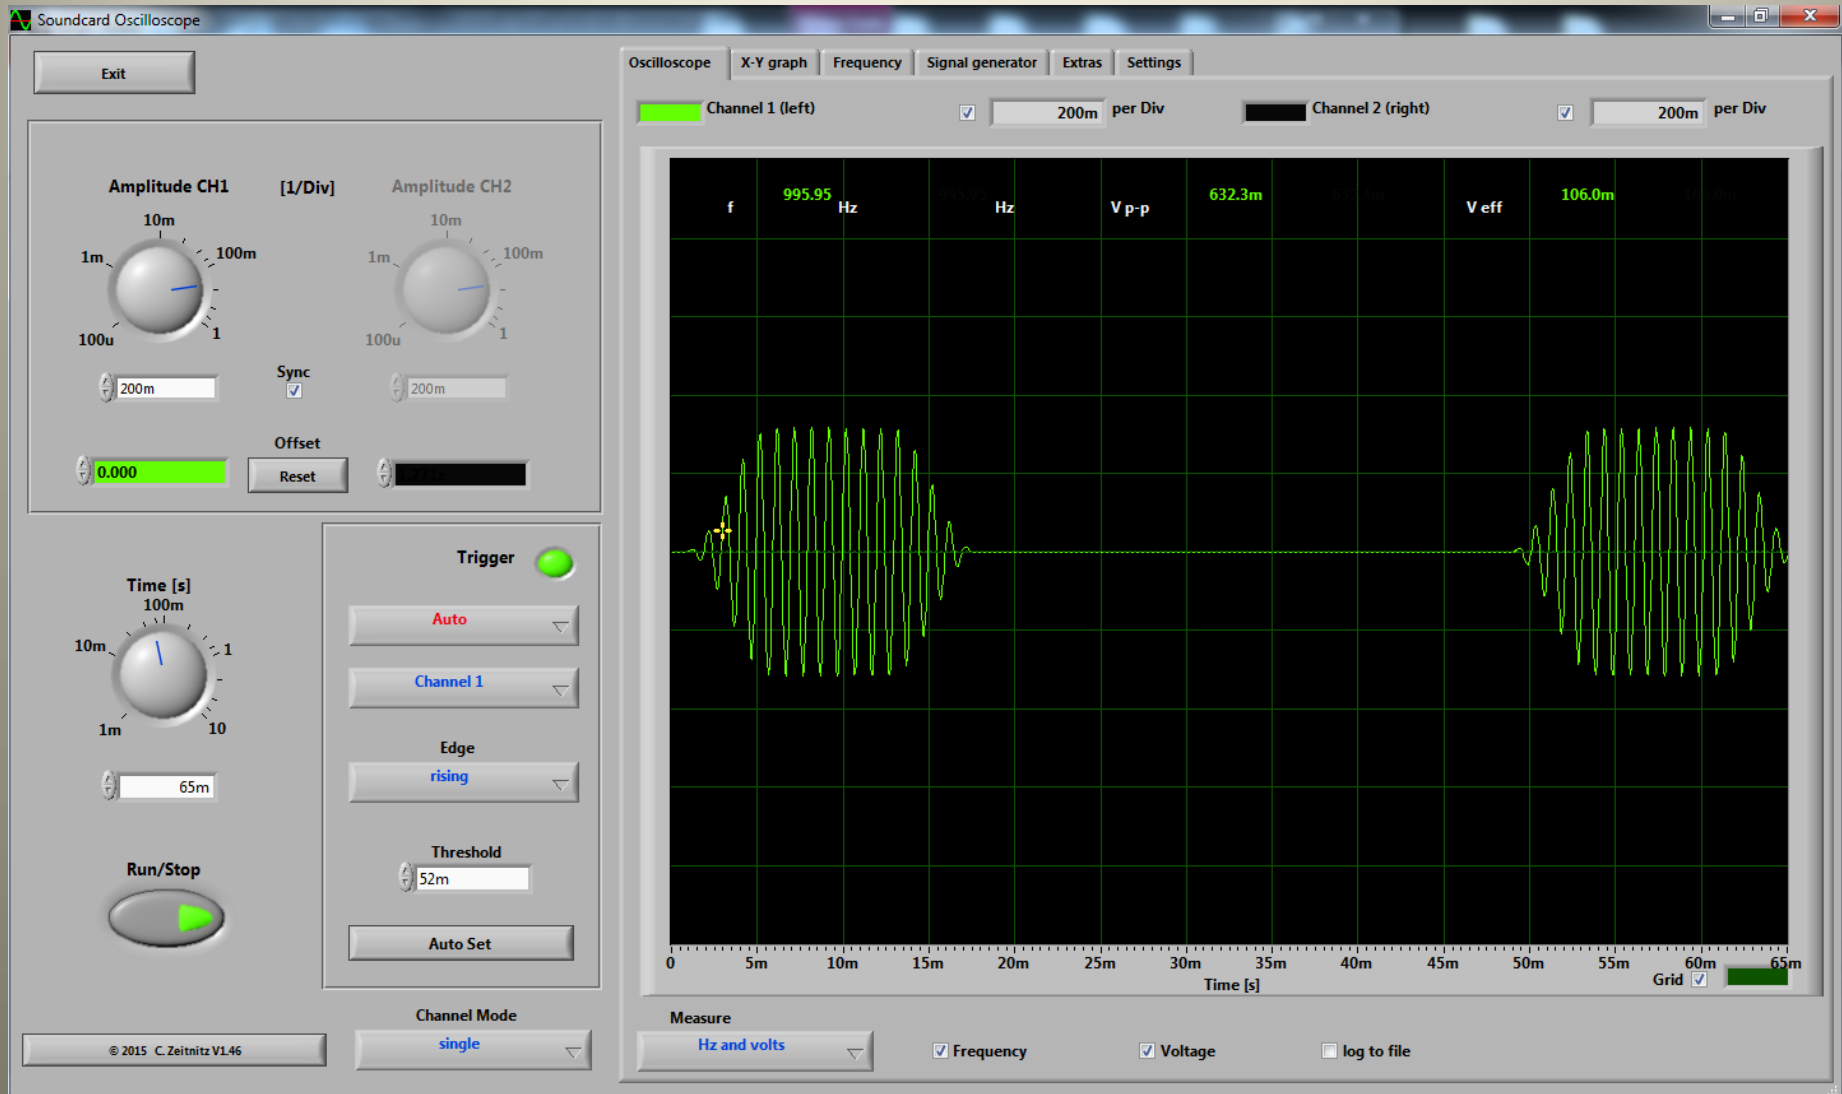 Soundcard Oscilloscope
Exit
Amplitude CH1
[1/Div]
Amplitude CH2
10m
10m
1m
100m
1m
100m
100u
1
100u
1
Sync
200m
200m
Offset
0.000
Reset
Time [s]
100m
10m
1
1m
10
65m
Run/Stop
Trigger
Auto
Channel 1
Edge
rising
Threshold
52m
Auto Set
Channel Mode
single
© 2015 C. Zeitnitz V1.46
Oscilloscope X-Y graph Frequency Signal generator Extras Settings
Channel 1 (left) 200m per Div Channel 2 (right) 200m per Div
f 995.95 Hz 995.95 Hz V p-p 632.3m V eff 106.0m
0 5m 10m 15m 20m 25m 30m 35m 40m 45m 50m 55m 60m 65m
Time [s]
Grid
Measure
Hz and volts
Frequency
Voltage
log to file